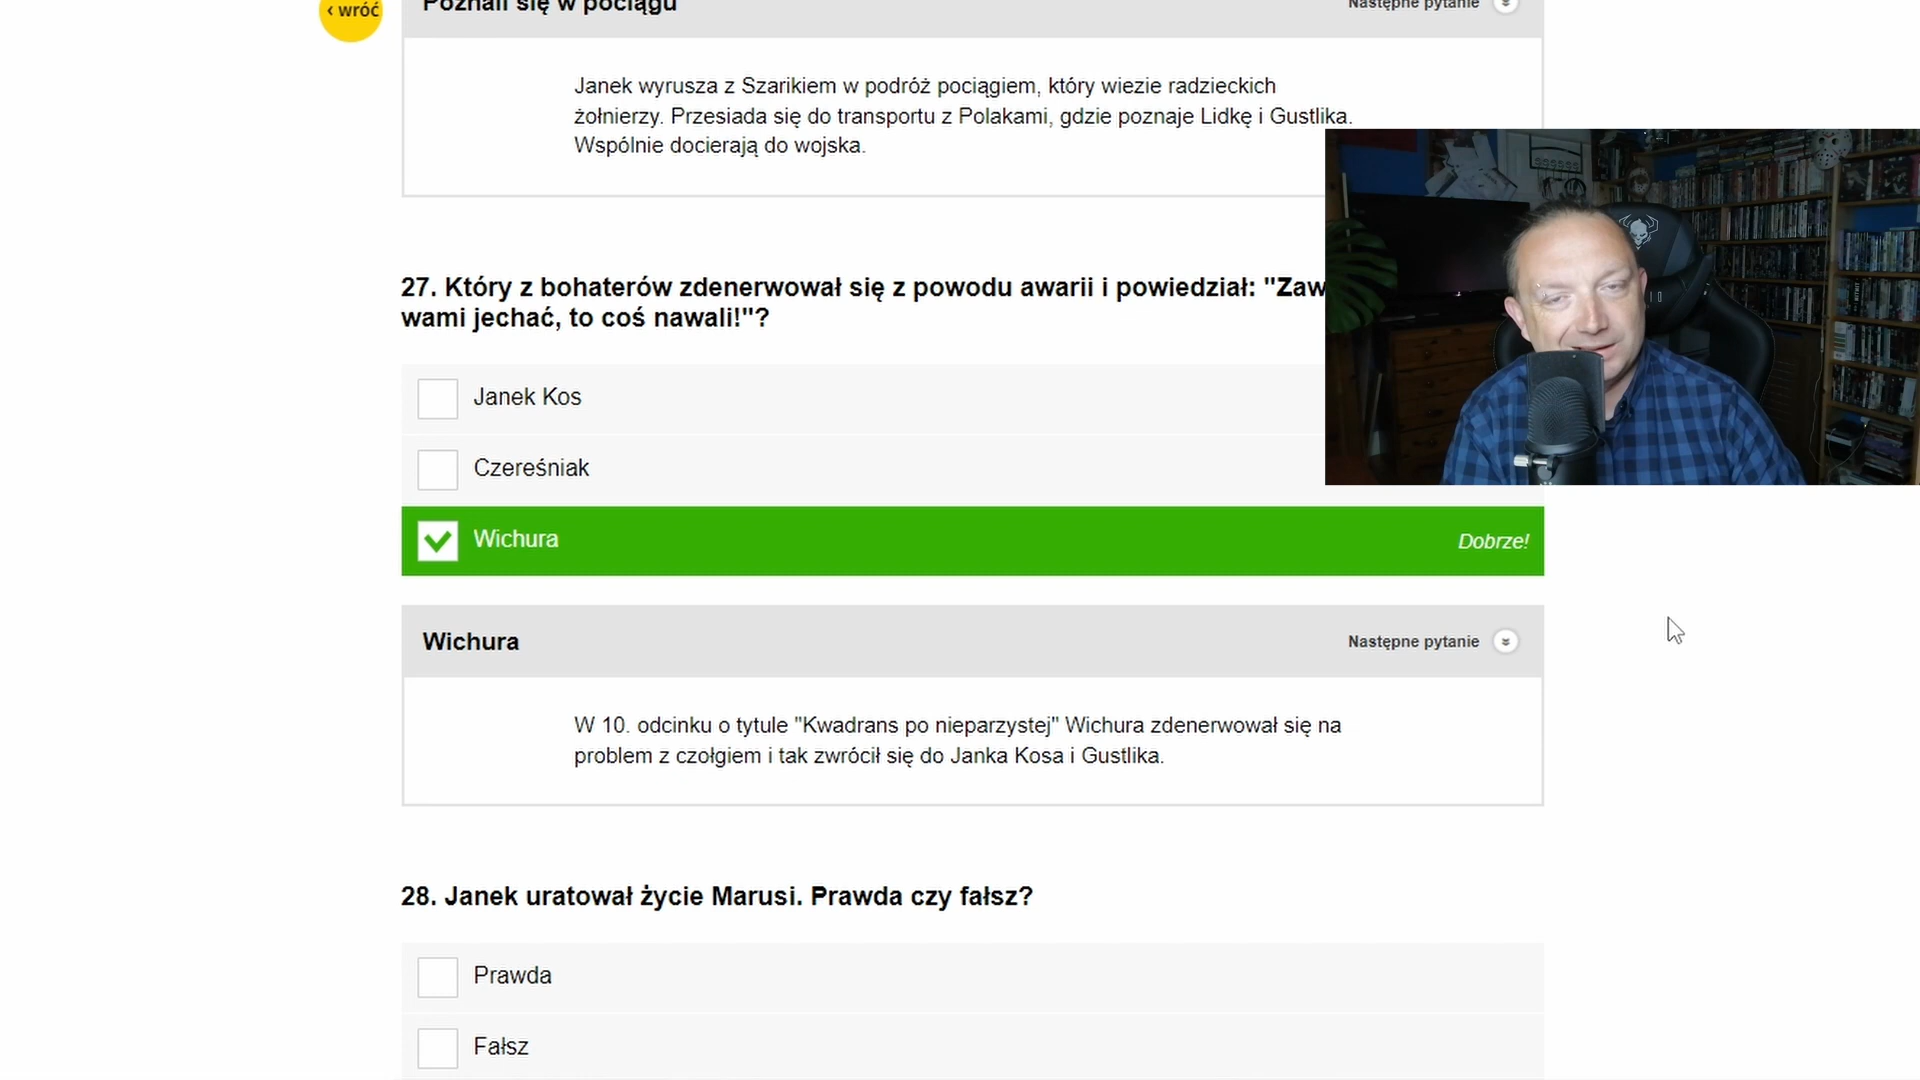 ‹ wróć
Poznali się w pociągu
Następne pytanie
Janek wyrusza z Szarikiem w podróż pociągiem, który wiezie radzieckich
żołnierzy. Przesiada się do transportu z Polakami, gdzie poznaje Lidkę i Gustlika.
Wspólnie docierają do wojska.
27. Który z bohaterów zdenerwował się z powodu awarii i powiedział: "Zaw
wami jechać, to coś nawali!"?
Janek Kos
Czereśniak
Wichura
Dobrze!
Wichura
Następne pytanie
W 10. odcinku o tytule "Kwadrans po nieparzystej" Wichura zdenerwował się na
problem z czołgiem i tak zwrócił się do Janka Kosa i Gustlika.
28. Janek uratował życie Marusi. Prawda czy fałsz?
Prawda
Fałsz